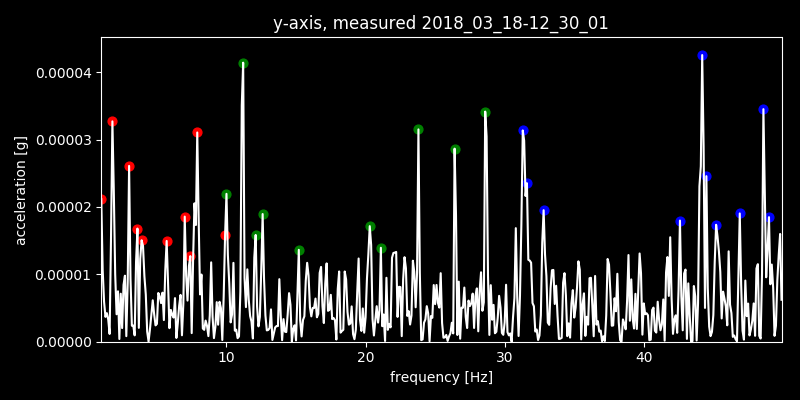 y-axis, measured 2018_03_18-12_30_01
0.00004
0.00003
0.00002
0.00001
0.00000
acceleration [g]
10 20 30 40
frequency [Hz]